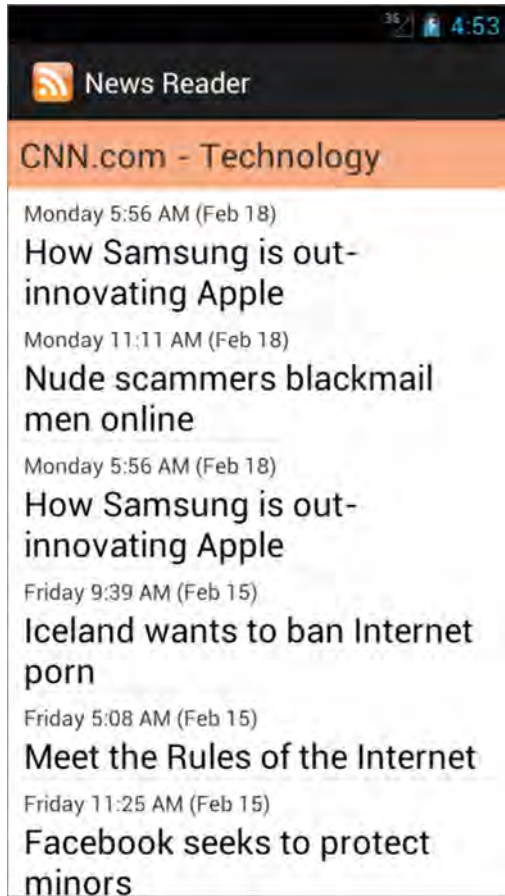 3G 4:53
News Reader
CNN.com - Technology
Monday 5:56 AM (Feb 18)
How Samsung is out-
innovating Apple
Monday 11:11 AM (Feb 18)
Nude scammers blackmail
men online
Monday 5:56 AM (Feb 18)
How Samsung is out-
innovating Apple
Friday 9:39 AM (Feb 15)
Iceland wants to ban Internet
porn
Friday 5:08 AM (Feb 15)
Meet the Rules of the Internet
Friday 11:25 AM (Feb 15)
Facebook seeks to protect
minors